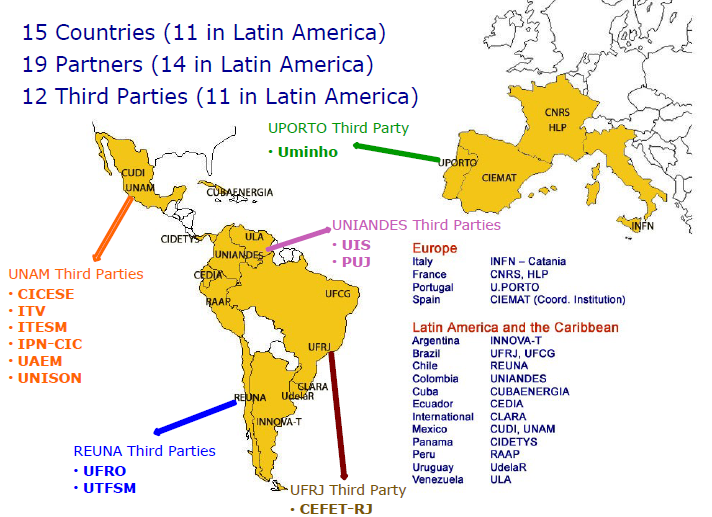 15 Countries (11 in Latin America)
19 Partners (14 in Latin America)
12 Third Parties (11 in Latin America)
UPORTO Third Party
• Uminho
CNRS
HLP
UPORTO
CIEMAT
INFN
CUDI
UNAM
CUBAENERGIA
CIDETYS
ULA
UNIANDES
CEDIA
RAAP
UFCG
UFRJ
CLARA
UdelaR
REUNA
INNOVA-T
UNIANDES Third Parties
• UIS
• PUJ
UNAM Third Parties
• CICESE
• ITV
• ITESM
• IPN-CIC
• UAEM
• UNISON
REUNA Third Parties
• UFRO
• UTFSM
UFRJ Third Party
• CEFET-RJ
Europe
Italy INFN – Catania
France CNRS, HLP
Portugal U.PORTO
Spain CIEMAT (Coord. Institution)
Latin America and the Caribbean
Argentina INNOVA-T
Brazil UFRJ, UFCG
Chile REUNA
Colombia UNIANDES
Cuba CUBAENERGIA
Ecuador CEDIA
International CLARA
Mexico CUDI, UNAM
Panama CIDETYS
Peru RAAP
Uruguay UdelaR
Venezuela ULA